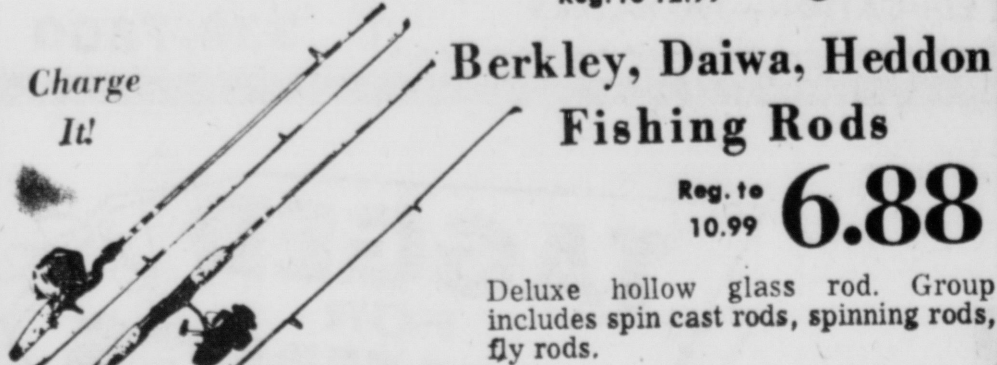 Charge
It!
Berkley, Daiwa, Heddon
Fishing Rods
Reg. to
10.99
6.88
Deluxe hollow glass rod. Group
includes spin cast rods, spinning rods,
fly rods.